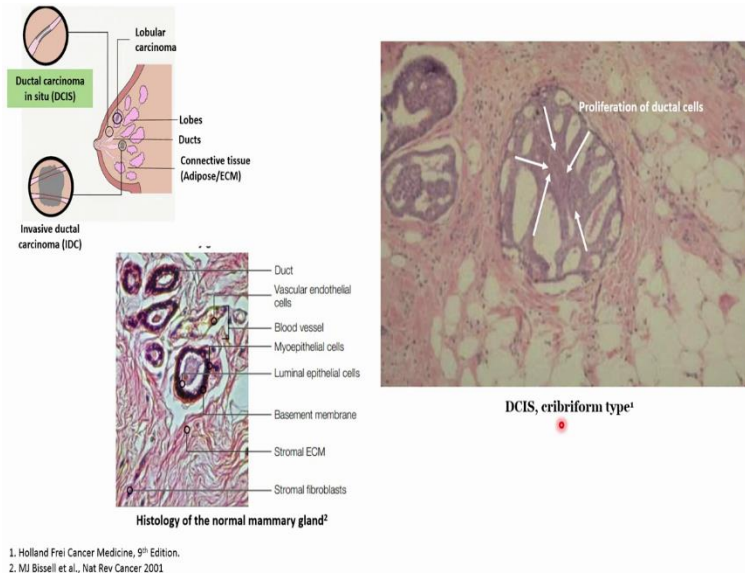 Lobular
carcinoma
Ductal carcinoma
in situ (DCIS)
Lobes
Ducts
Connective tissue
(Adipose/ECM)
Invasive ductal
carcinoma (IDC)
Duct
Vascular endothelial
cells
Blood vessel
Myoepithelial cells
Luminal epithelial cells
Basement membrane
Stromal ECM
Stromal fibroblasts
Histology of the normal mammary gland²
Proliferation of ductal cells
DCIS, cribriform type¹
1. Holland Frei Cancer Medicine, 9th Edition.
2. MJ Bissell et al., Nat Rev Cancer 2001